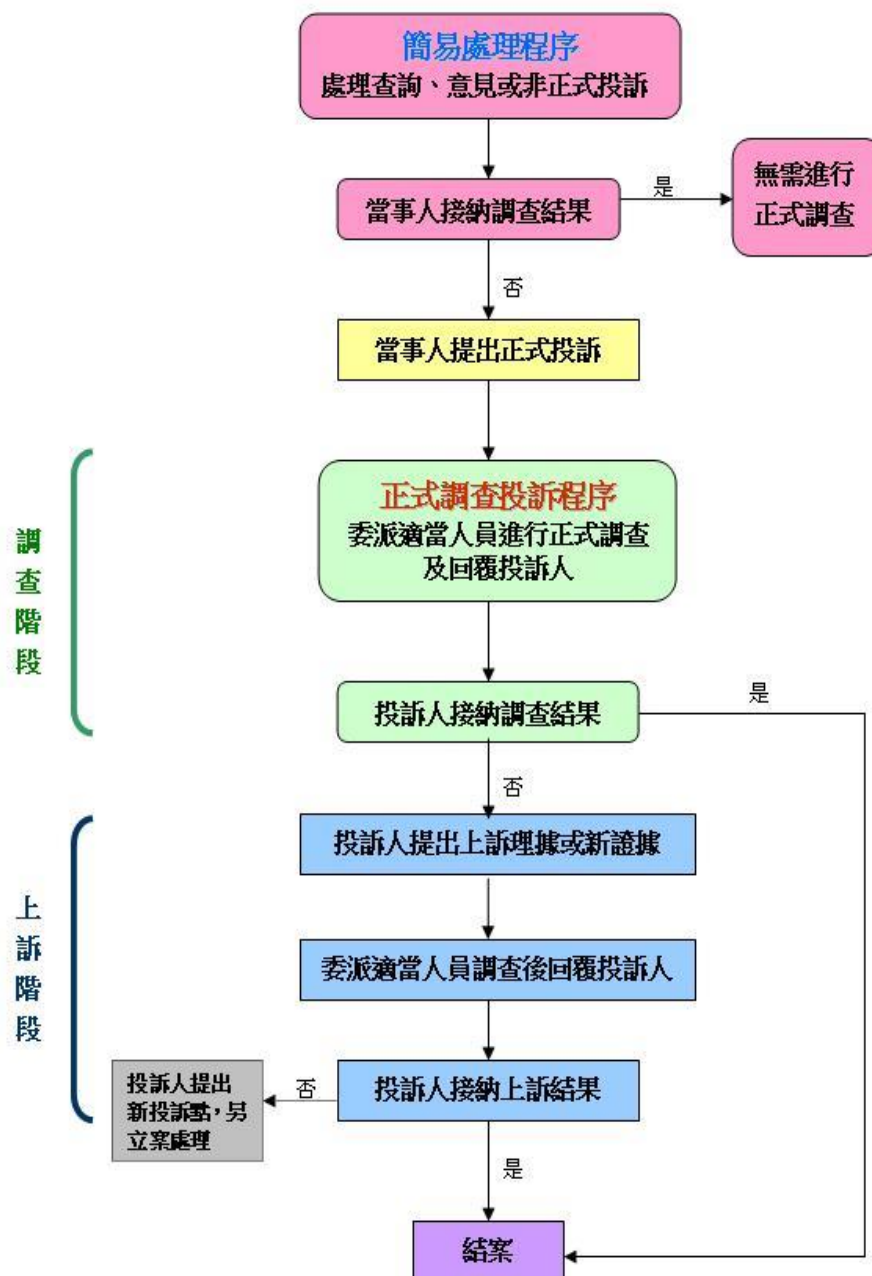 簡易處理程序
處理查詢、意見或非正式投訴
當事人接納調查結果
是
無需進行
正式調查
否
當事人提出正式投訴
調
查
階
段
正式調查投訴程序
委派適當人員進行正式調查
及回覆投訴人
投訴人接納調查結果
是
否
上
訴
階
段
投訴人提出上訴理據或新證據
委派適當人員調查後回覆投訴人
投訴人接納上訴結果
否
投訴人提出
新投訴點,另
立案處理
是
結案